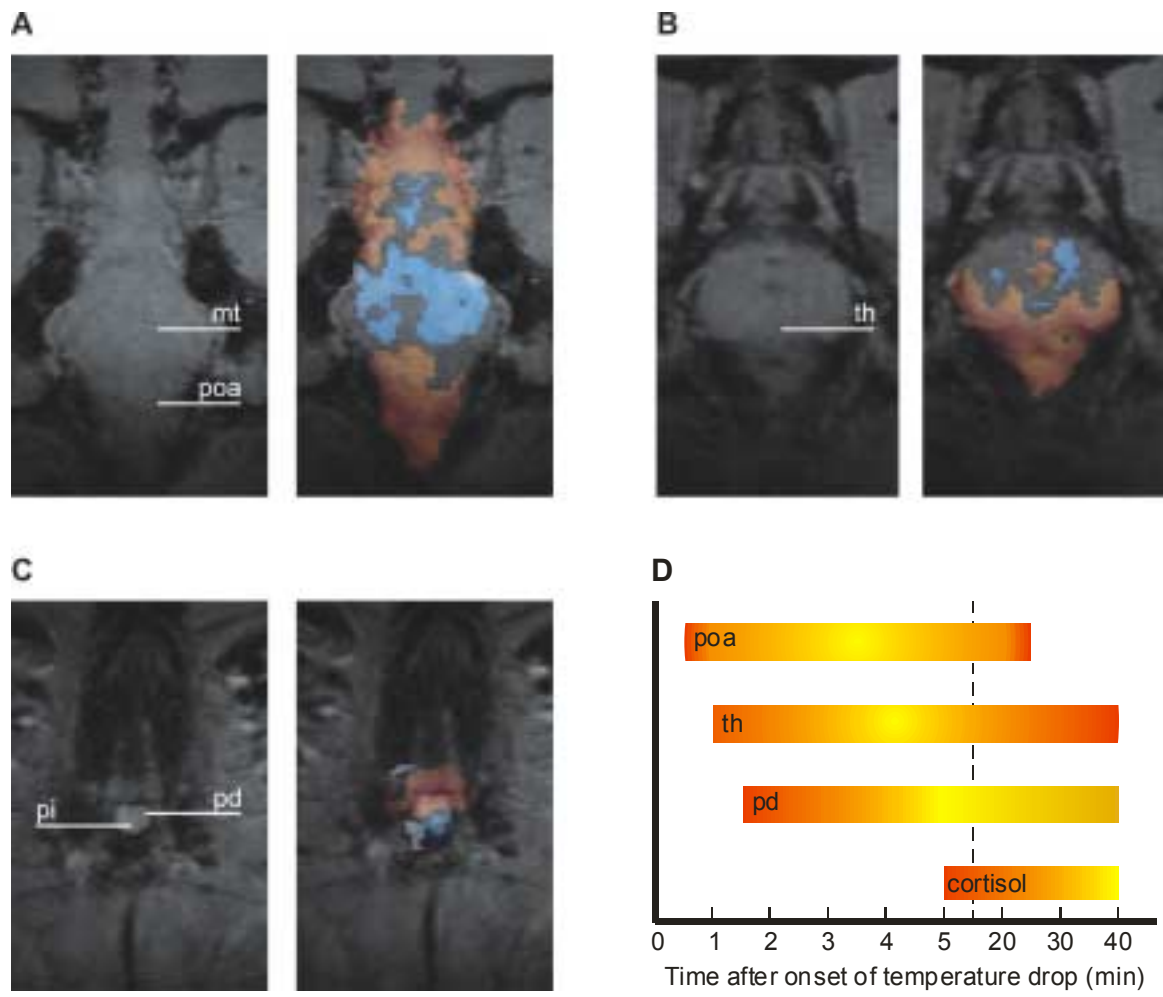 A
B
mt
poa
th
C
D
pi
pd
poa
th
pd
cortisol
0 1 2 3 4 5 20 30 40
Time after onset of temperature drop (min)